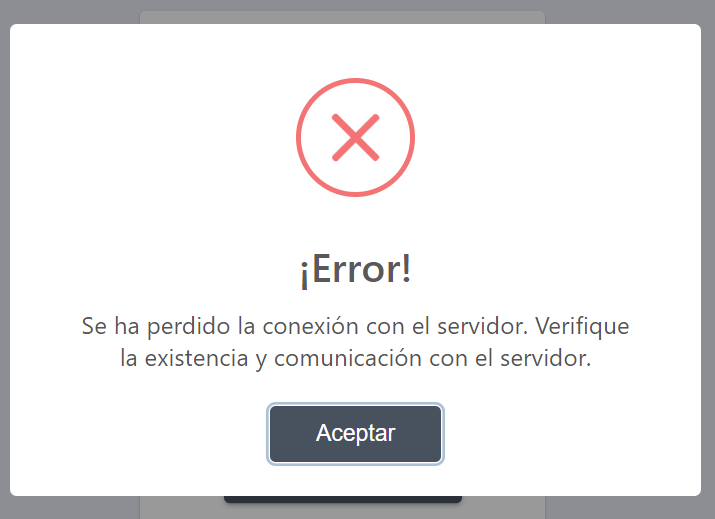 ¡Error!
Se ha perdido la conexión con el servidor. Verifique
la existencia y comunicación con el servidor.
Aceptar